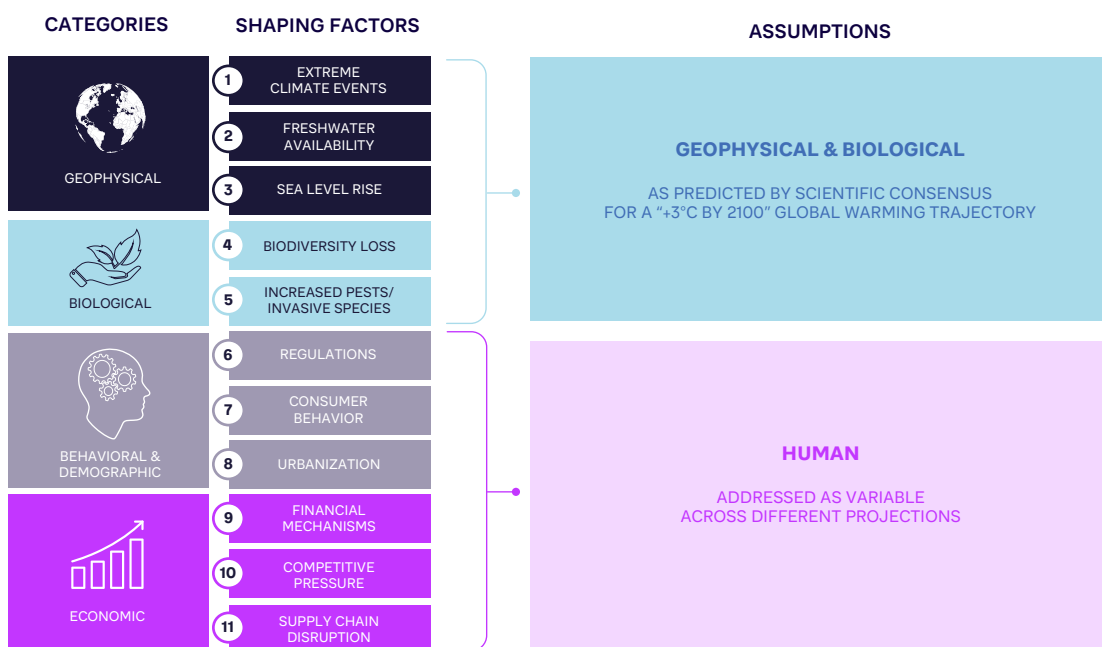 CATEGORIES
SHAPING FACTORS
ASSUMPTIONS
GEOPHYSICAL
1
EXTREME
CLIMATE EVENTS
2
FRESHWATER
AVAILABILITY
3
SEA LEVEL RISE
BIOLOGICAL
4
BIODIVERSITY LOSS
5
INCREASED PESTS/
INVASIVE SPECIES
BEHAVIORAL &
DEMOGRAPHIC
6
REGULATIONS
7
CONSUMER
BEHAVIOR
8
URBANIZATION
ECONOMIC
9
FINANCIAL
MECHANISMS
10
COMPETITIVE
PRESSURE
11
SUPPLY CHAIN
DISRUPTION
GEOPHYSICAL & BIOLOGICAL
AS PREDICTED BY SCIENTIFIC CONSENSUS
FOR A “+3°C BY 2100” GLOBAL WARMING TRAJECTORY
HUMAN
ADDRESSED AS VARIABLE
ACROSS DIFFERENT PROJECTIONS